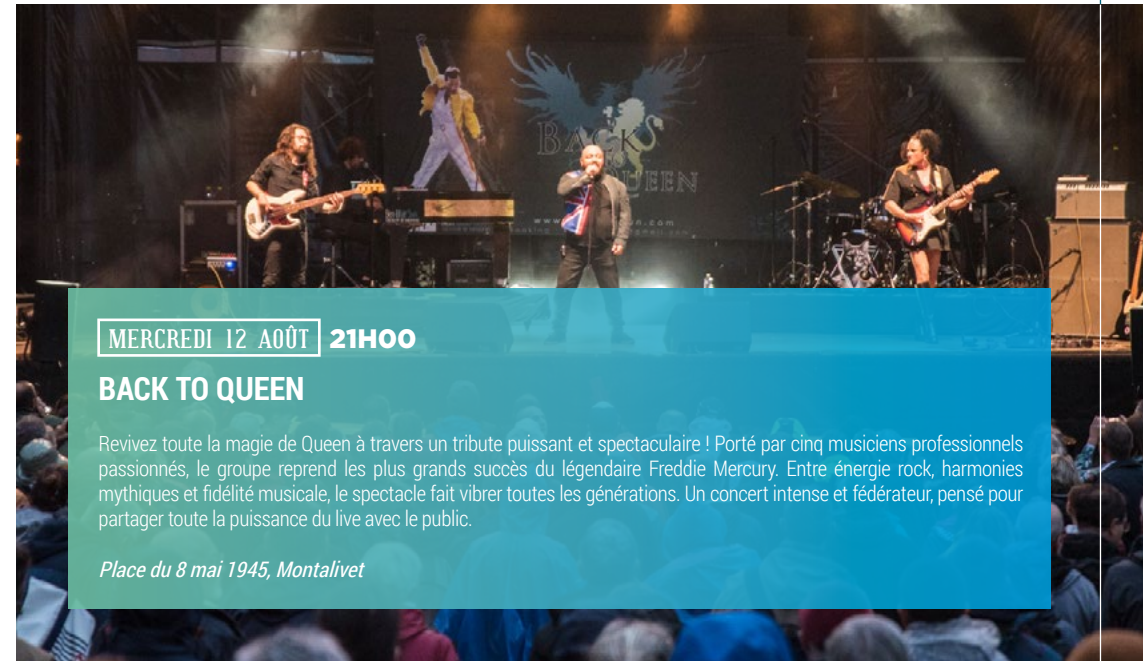 BACK
TO
QUEEN
MERCREDI 12 AOÛT 21H00
BACK TO QUEEN
Revivez toute la magie de Queen à travers un tribute puissant et spectaculaire ! Porté par cinq musiciens professionnels
passionnés, le groupe reprend les plus grands succès du légendaire Freddie Mercury. Entre énergie rock, harmonies
mythiques et fidélité musicale, le spectacle fait vibrer toutes les générations. Un concert intense et fédérateur, pensé pour
partager toute la puissance du live avec le public.
Place du 8 mai 1945, Montalivet